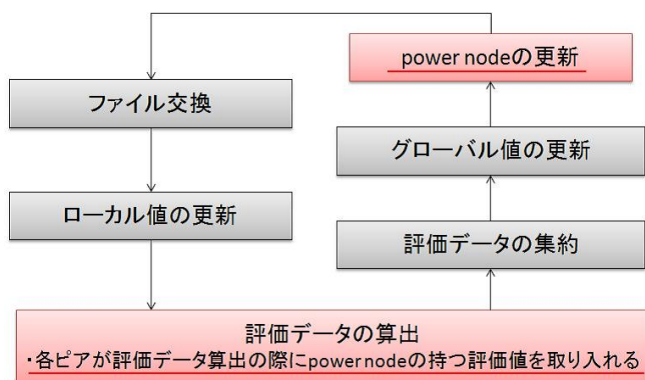 power nodeの更新
ファイル交換
グローバル値の更新
ローカル値の更新
評価データの集約
評価データの算出
・各ピアが評価データ算出の際にpower nodeの持つ評価値を取り入れる